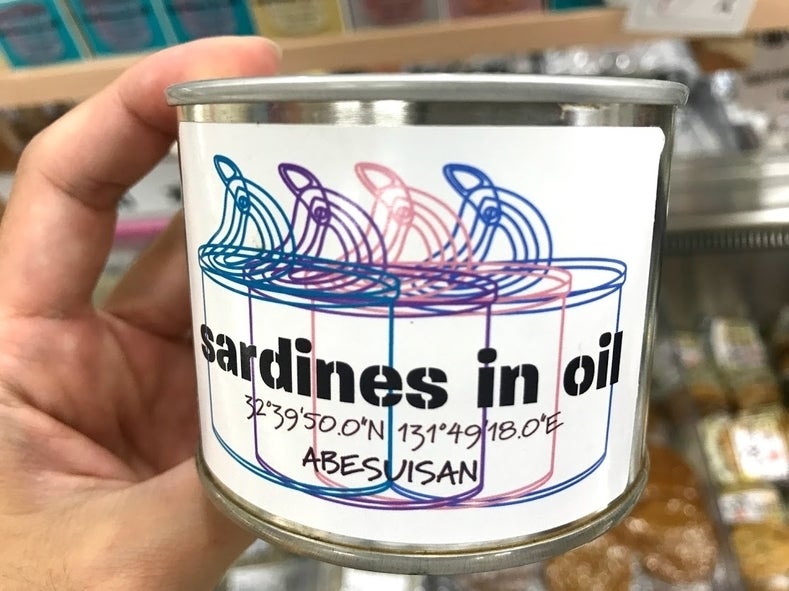 sardines in oil
32°39'50.0"N 131°49'18.0"E
ABESUISAN